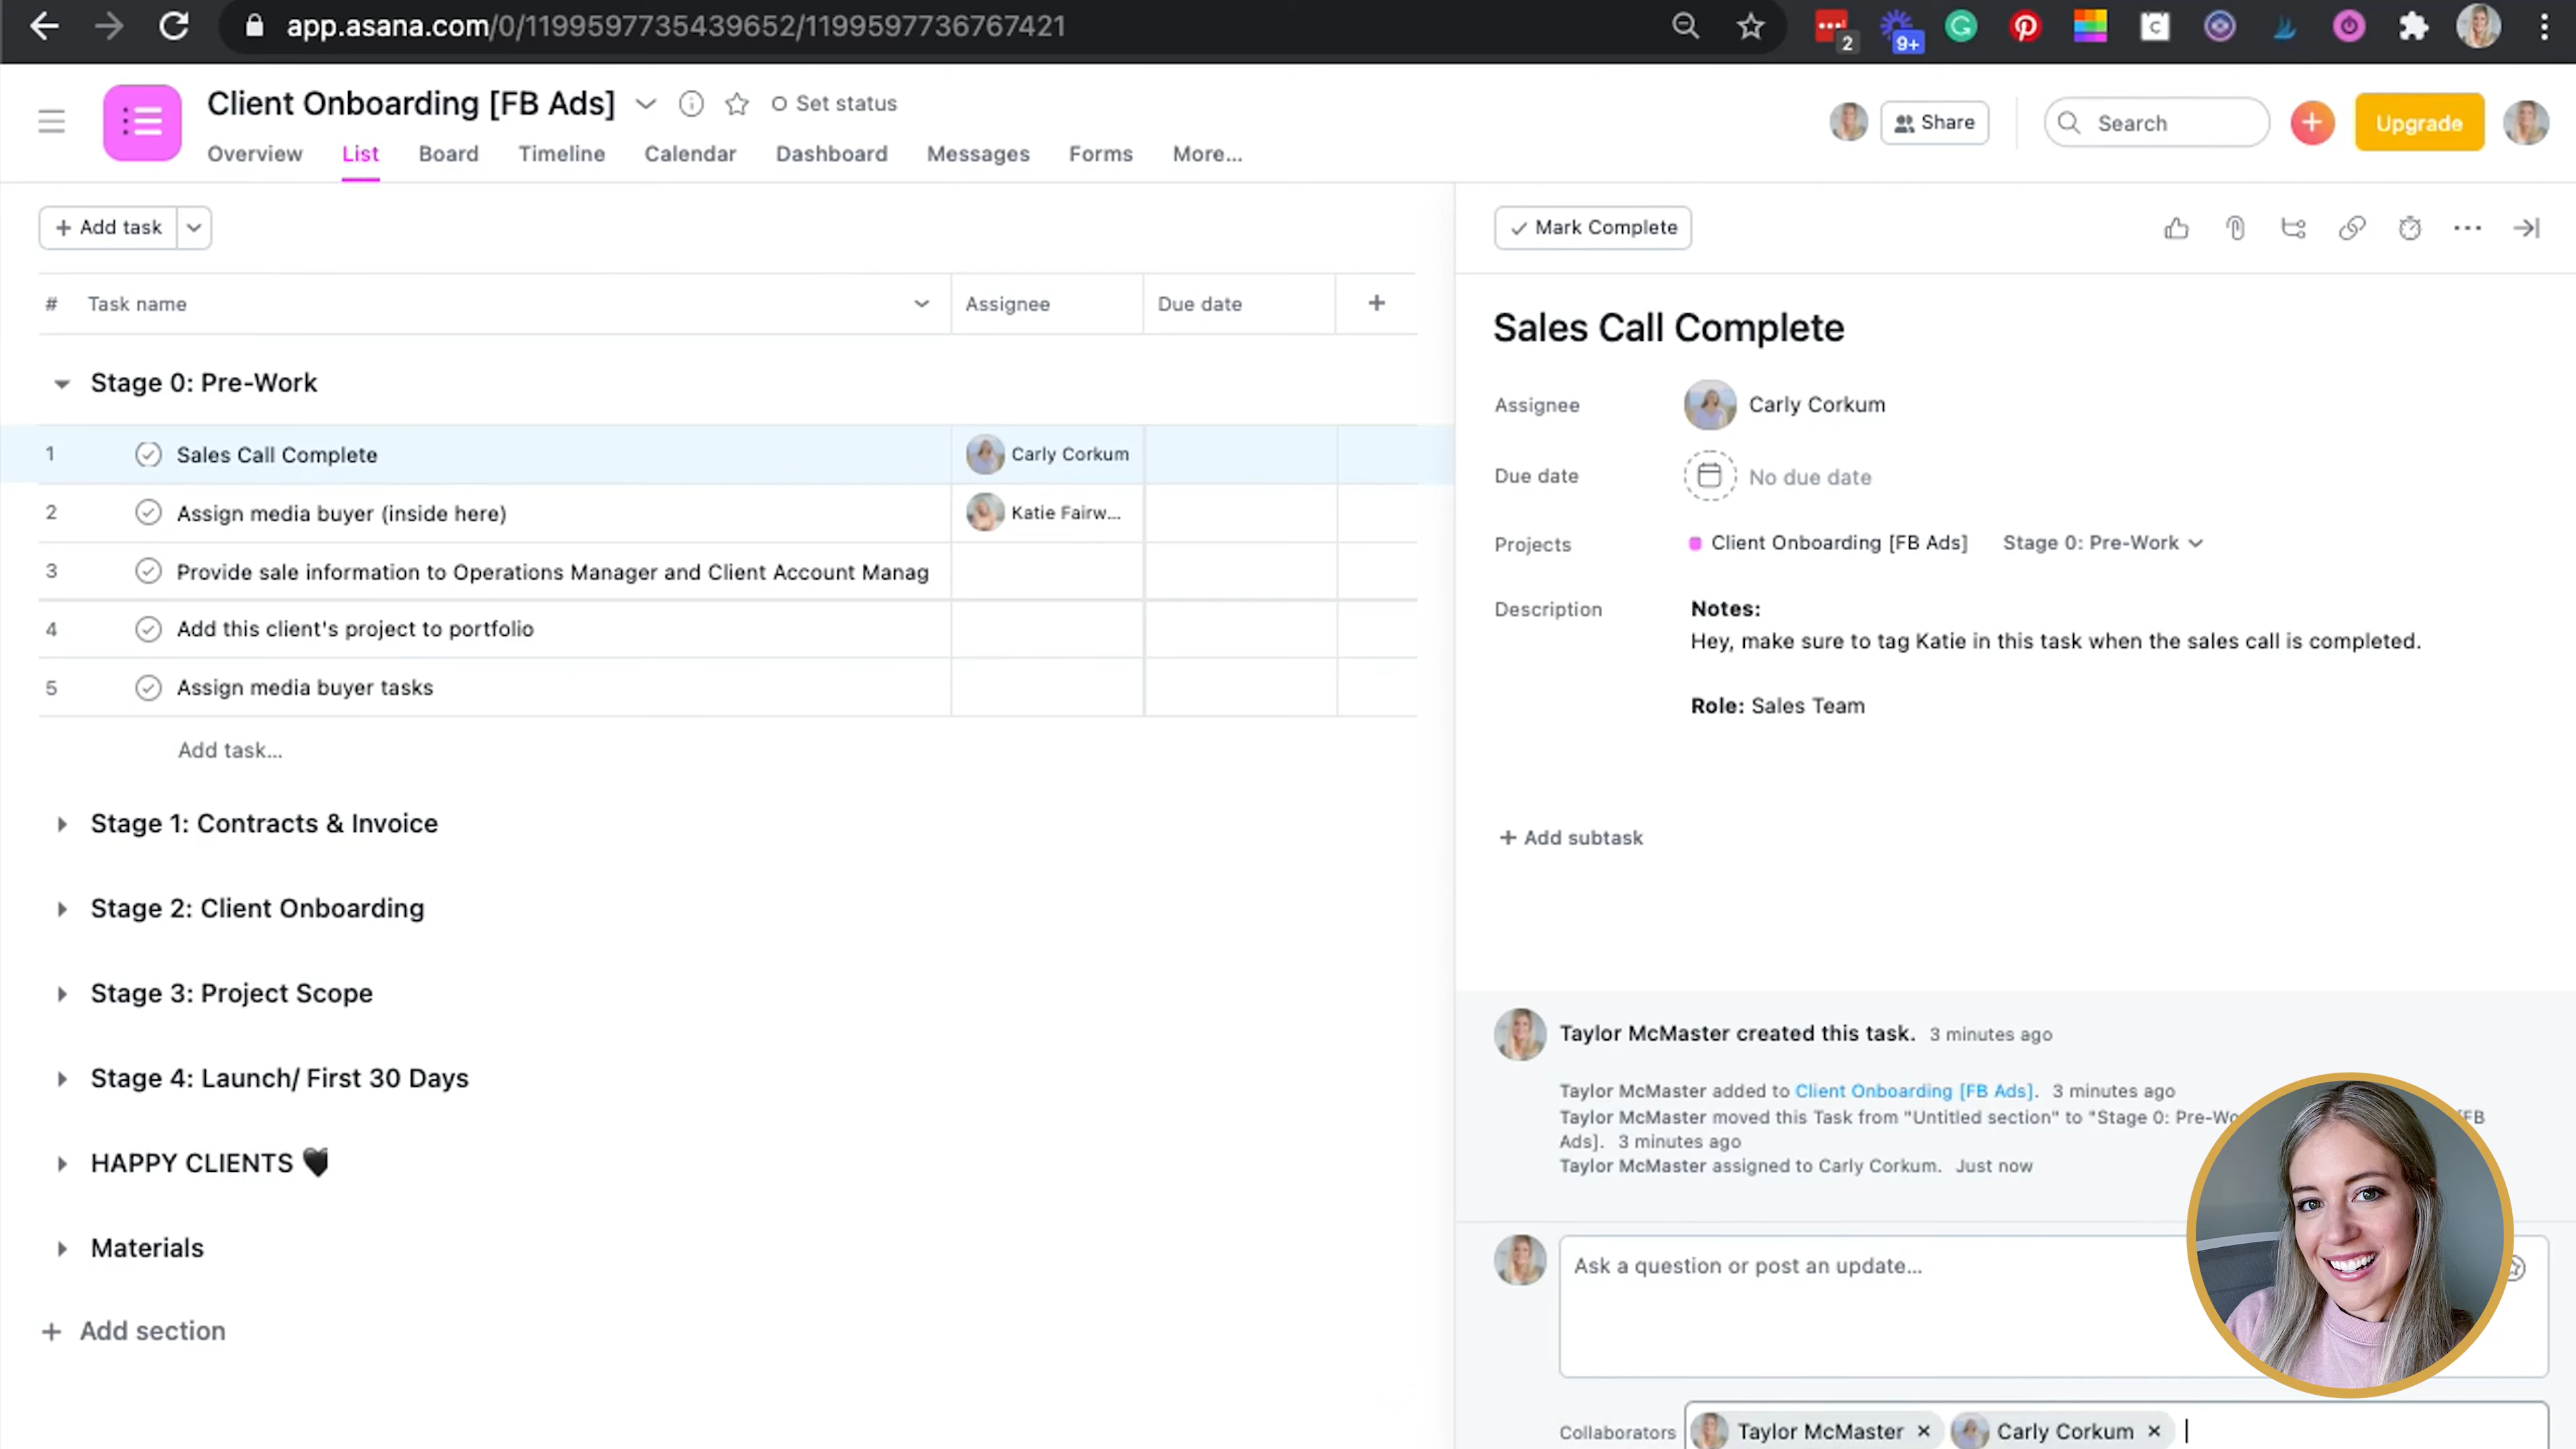 app.asana.com/0/1199597735439652/1199597736767421
2
9+
Client Onboarding [FB Ads]
Set status
Share
Search
Upgrade
Overview List Board Timeline Calendar Dashboard Messages Forms More...
Add task
Mark Complete
# Task name Assignee Due date
Stage 0: Pre-Work
1 Sales Call Complete Carly Corkum
2 Assign media buyer (inside here) Katie Fairw...
3 Provide sale information to Operations Manager and Client Account Manag
4 Add this client's project to portfolio
5 Assign media buyer tasks
Add task...
Stage 1: Contracts & Invoice
Stage 2: Client Onboarding
Stage 3: Project Scope
Stage 4: Launch/ First 30 Days
HAPPY CLIENTS 🖤
Materials
+ Add section
Sales Call Complete
Assignee Carly Corkum
Due date No due date
Projects Client Onboarding [FB Ads] Stage 0: Pre-Work
Description Notes:
Hey, make sure to tag Katie in this task when the sales call is completed.
Role: Sales Team
+ Add subtask
Taylor McMaster created this task. 3 minutes ago
Taylor McMaster added to Client Onboarding [FB Ads]. 3 minutes ago
Taylor McMaster moved this Task from "Untitled section" to "Stage 0: Pre-Wo [FB
Ads]. 3 minutes ago
Taylor McMaster assigned to Carly Corkum. Just now
Ask a question or post an update...
Collaborators Taylor McMaster × Carly Corkum ×